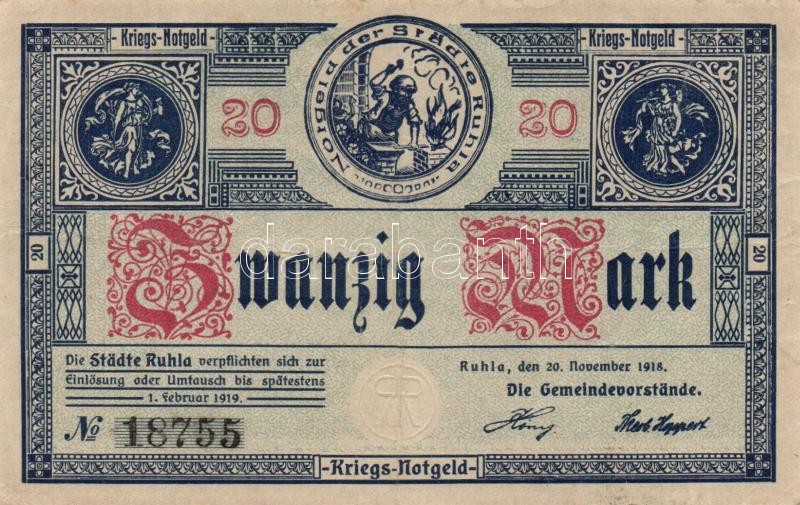 - Kriegs-Notgeld -
Notgeld der Städte Ruhla
- Kriegs-Notgeld -
20
20
20
Zwanzig Mark
20
darabanth
Die Städte Ruhla verpflichten sich zur
Einlösung oder Umtausch bis spätestens
1. Februar 1919.
Ruhla, den 20. November 1918.
Die Gemeindevorstände.
№ 18755
König
-Kriegs-Notgeld-